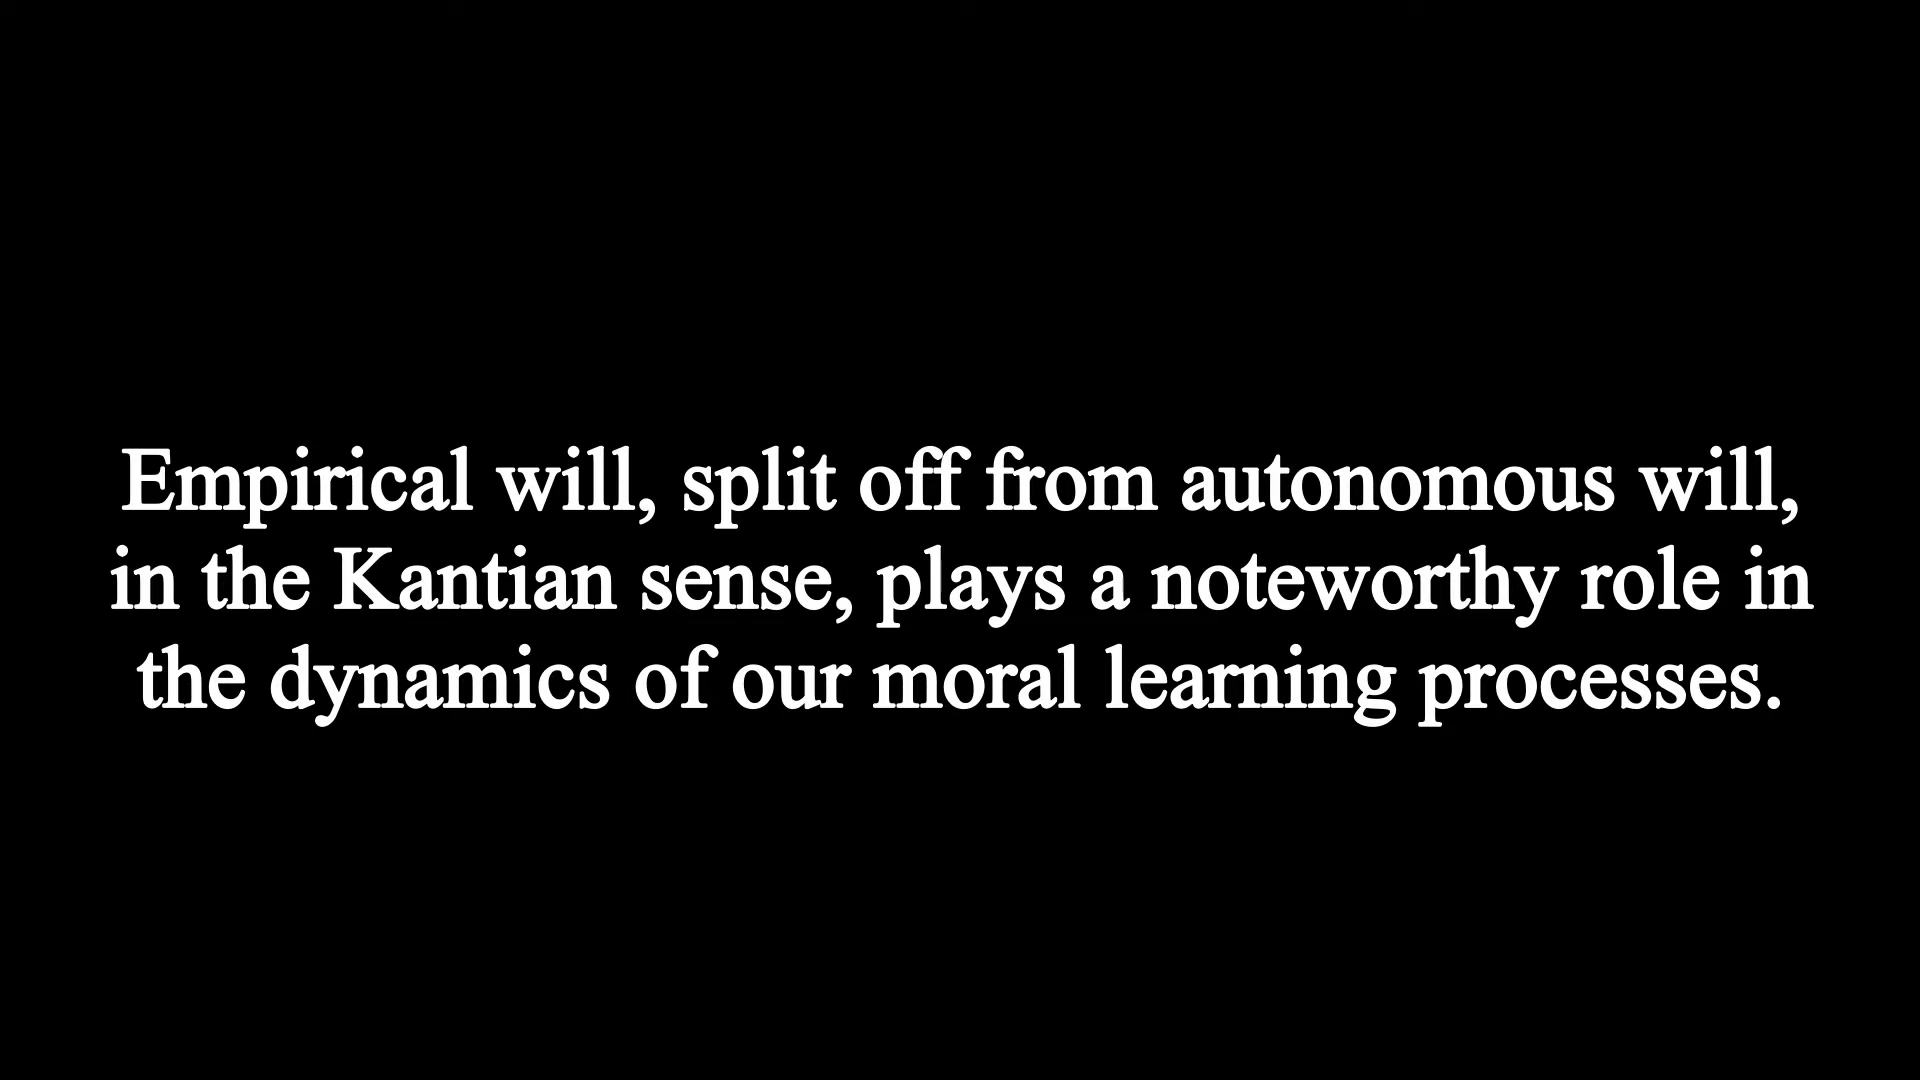 Empirical will, split off from autonomous will,
in the Kantian sense, plays a noteworthy role in
the dynamics of our moral learning processes.